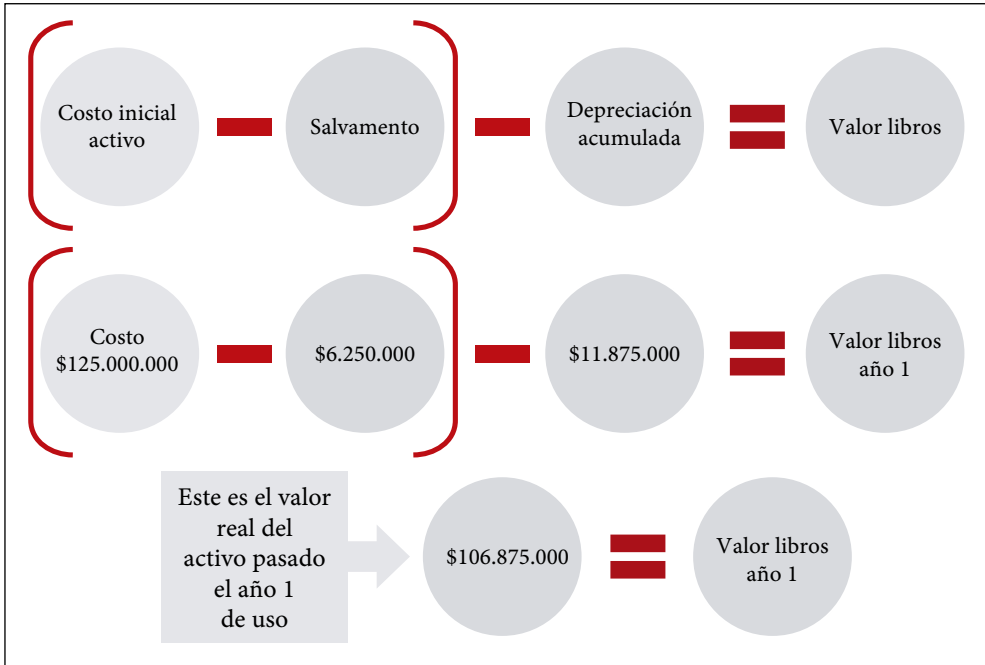 Costo inicial
activo
Salvamento
Depreciación
acumulada
Valor libros
Costo
$125.000.000
$6.250.000
$11.875.000
Valor libros
año 1
Este es el valor
real del
activo pasado
el año 1
de uso
$106.875.000
Valor libros
año 1